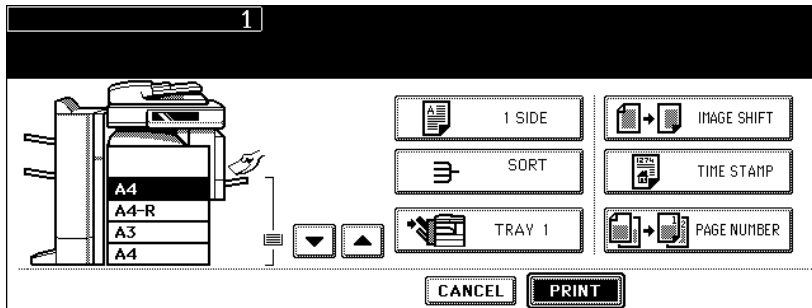 1
A4
A4-R
A3
A4
1 SIDE
SORT
TRAY 1
IMAGE SHIFT
TIME STAMP
PAGE NUMBER
CANCEL
PRINT